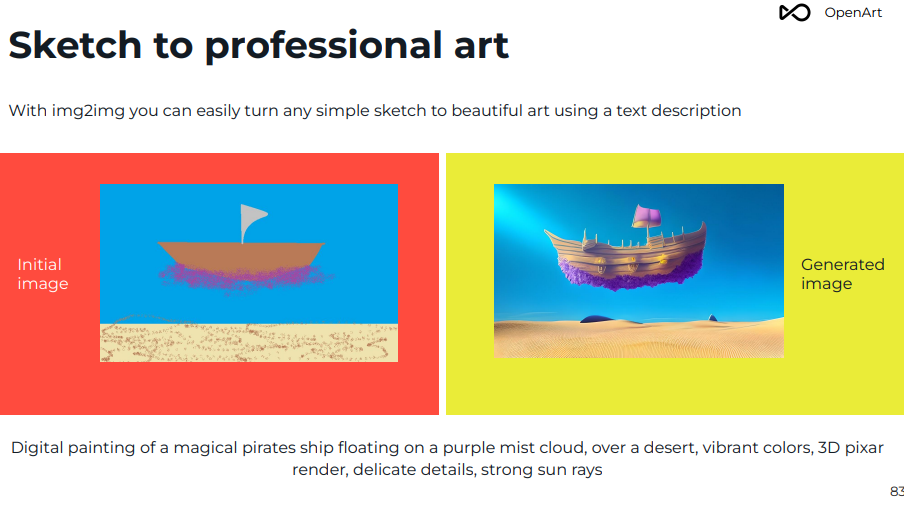 OpenArt
Sketch to professional art
With img2img you can easily turn any simple sketch to beautiful art using a text description
Initial
image
Generated
image
Digital painting of a magical pirates ship floating on a purple mist cloud, over a desert, vibrant colors, 3D pixar
render, delicate details, strong sun rays
83